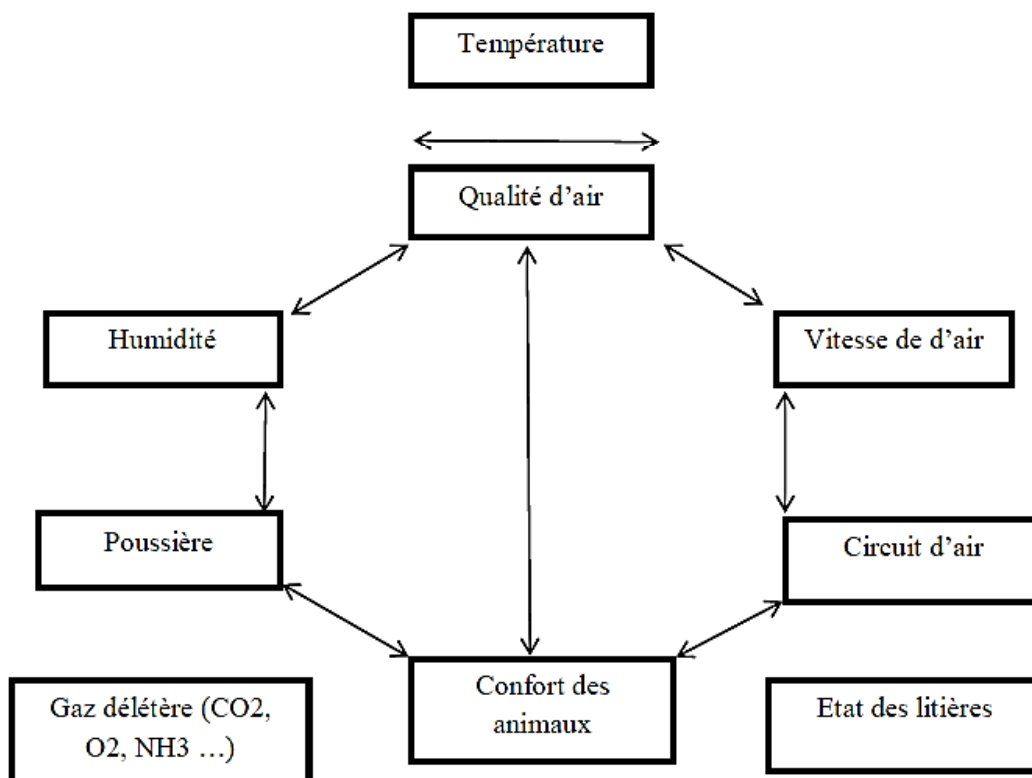 Température
Qualité d'air
Humidité
Vitesse de d'air
Poussière
Circuit d'air
Gaz délétère (CO2,
O2, NH3 …)
Confort des
animaux
Etat des litières